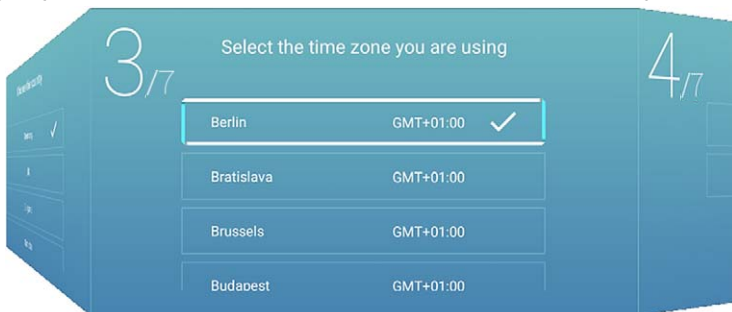 3/7
Select the time zone you are using
Berlin GMT+01:00
Bratislava GMT+01:00
Brussels GMT+01:00
Budapest GMT+01:00
4/7